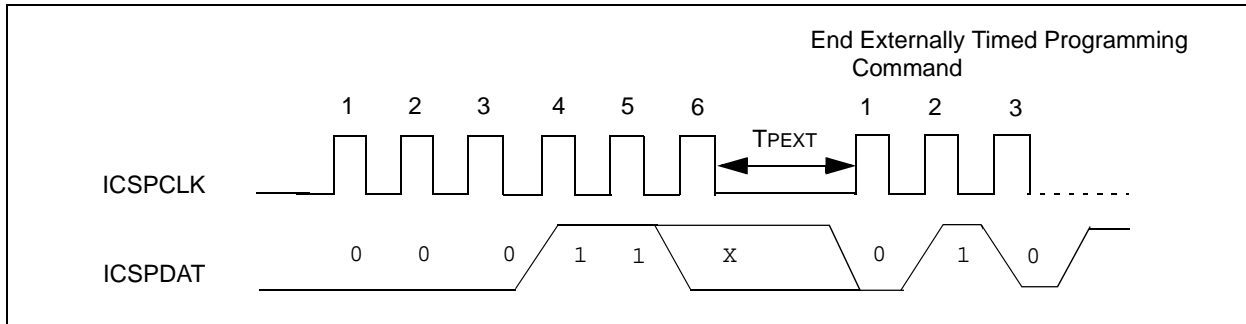 End Externally Timed Programming
Command
1 2 3 4 5 6 1 2 3
TPEXT
ICSPCLK
0 0 0 1 1 X 0 1 0
ICSPDAT